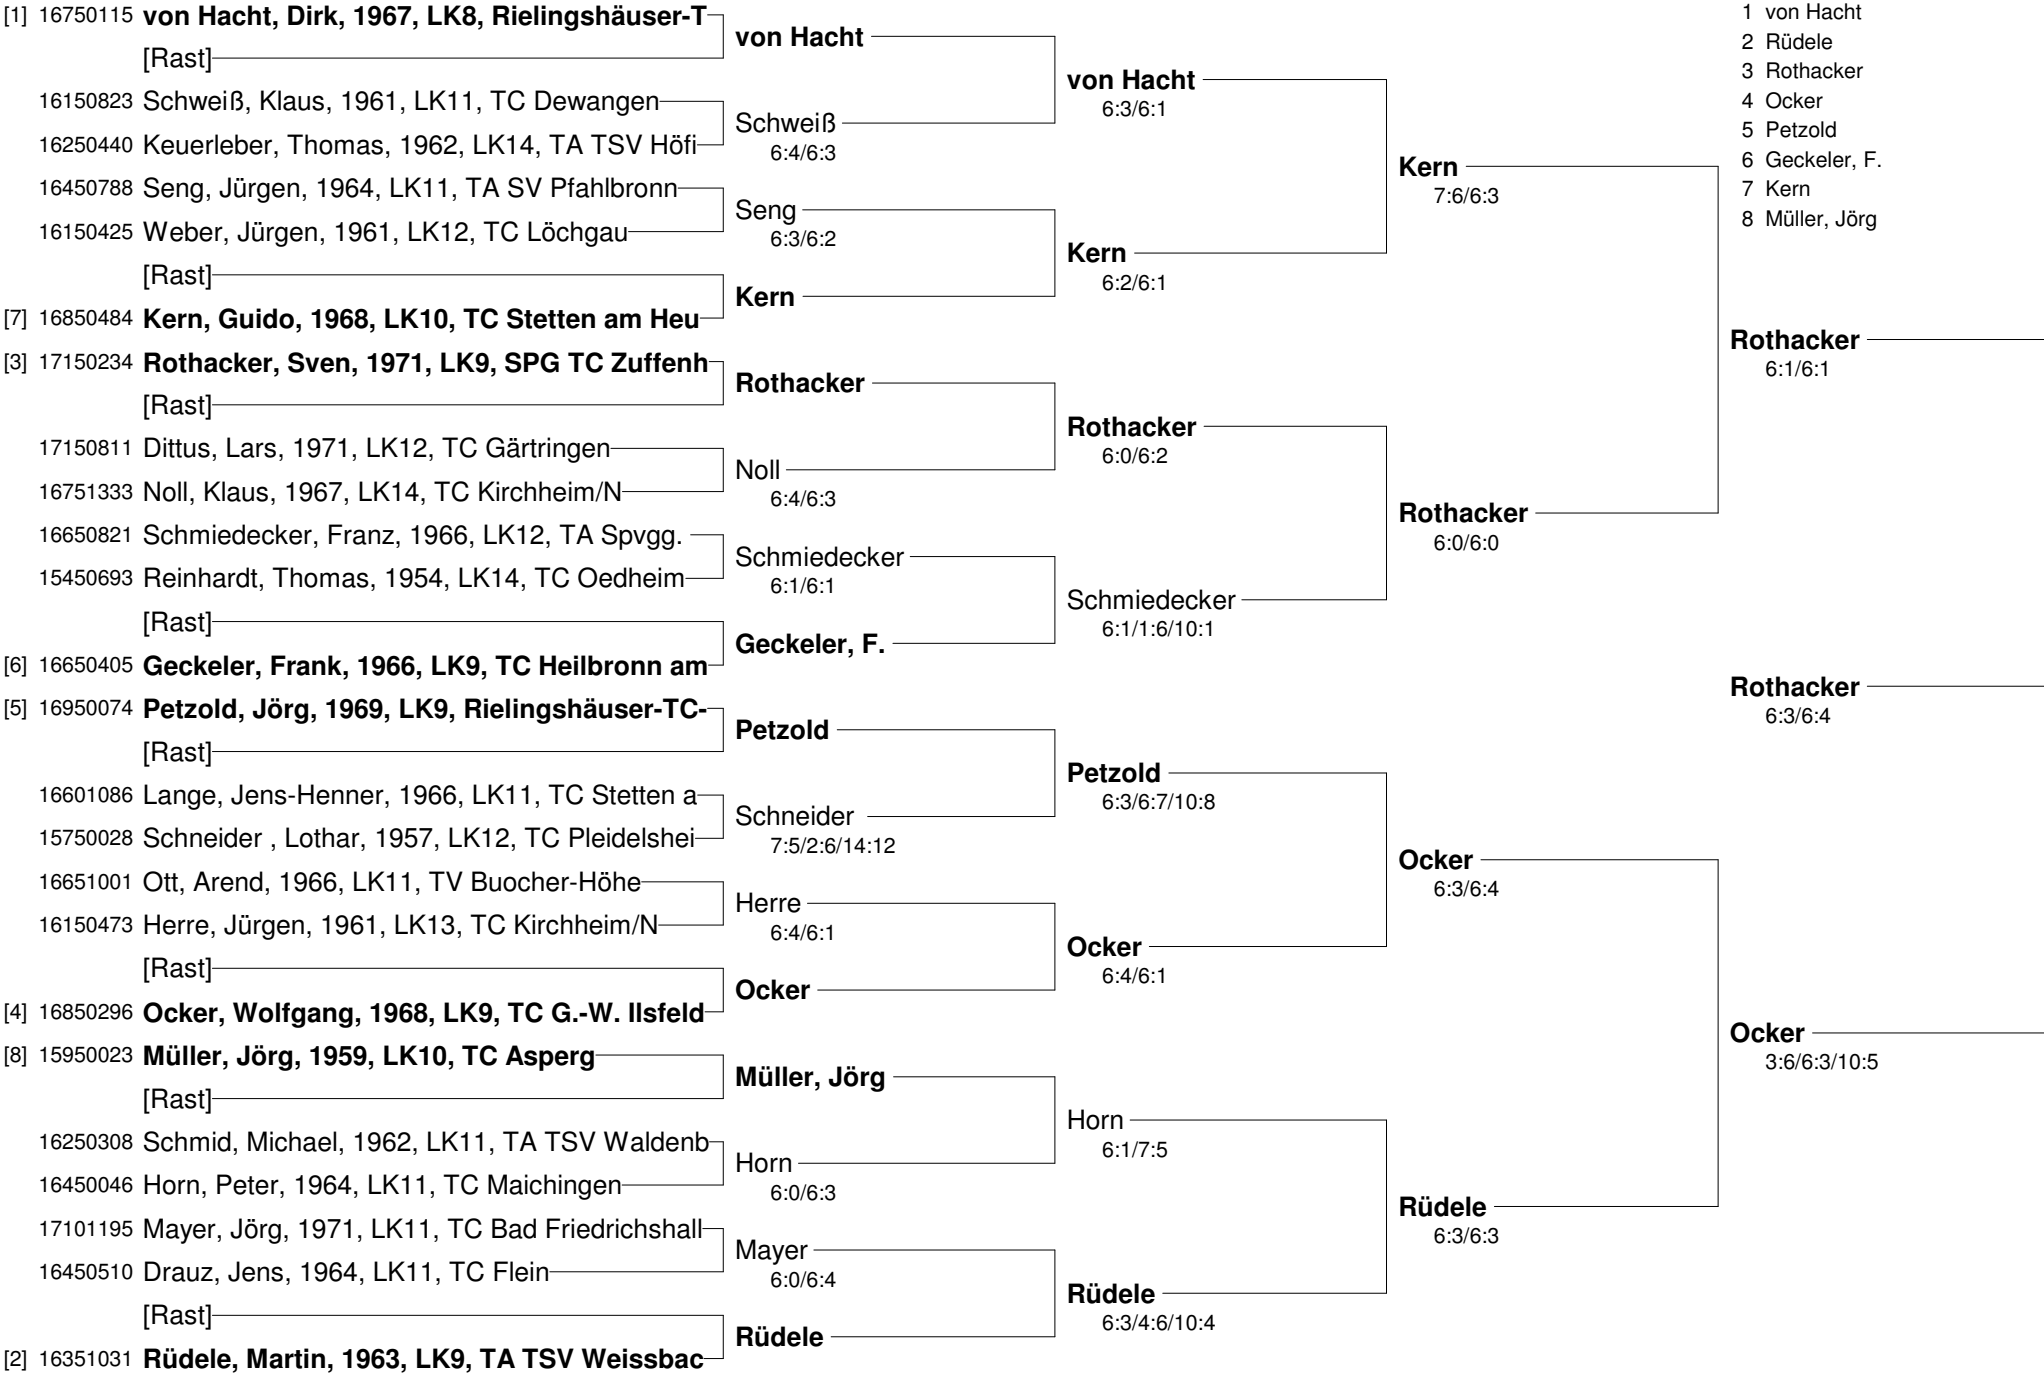 [1] 16750115 von Hacht, Dirk, 1967, LK8, Rielingshäuser-T
[Rast]
16150823 Schweiß, Klaus, 1961, LK11, TC Dewangen
16250440 Keuerleber, Thomas, 1962, LK14, TA TSV Höfi
16450788 Seng, Jürgen, 1964, LK11, TA SV Pfahlbronn
16150425 Weber, Jürgen, 1961, LK12, TC Löchgau
[Rast]
[7] 16850484 Kern, Guido, 1968, LK10, TC Stetten am Heu
[3] 17150234 Rothacker, Sven, 1971, LK9, SPG TC Zuffenh
[Rast]
17150811 Dittus, Lars, 1971, LK12, TC Gärtringen
16751333 Noll, Klaus, 1967, LK14, TC Kirchheim/N
16650821 Schmiedecker, Franz, 1966, LK12, TA Spvgg.
15450693 Reinhardt, Thomas, 1954, LK14, TC Oedheim
[Rast]
[6] 16650405 Geckeler, Frank, 1966, LK9, TC Heilbronn am
[5] 16950074 Petzold, Jörg, 1969, LK9, Rielingshäuser-TC-
[Rast]
16601086 Lange, Jens-Henner, 1966, LK11, TC Stetten a
15750028 Schneider , Lothar, 1957, LK12, TC Pleidelshei
16651001 Ott, Arend, 1966, LK11, TV Buocher-Höhe
16150473 Herre, Jürgen, 1961, LK13, TC Kirchheim/N
[Rast]
[4] 16850296 Ocker, Wolfgang, 1968, LK9, TC G.-W. Ilsfeld
[8] 15950023 Müller, Jörg, 1959, LK10, TC Asperg
[Rast]
16250308 Schmid, Michael, 1962, LK11, TA TSV Waldenb
16450046 Horn, Peter, 1964, LK11, TC Maichingen
17101195 Mayer, Jörg, 1971, LK11, TC Bad Friedrichshall
16450510 Drauz, Jens, 1964, LK11, TC Flein
[Rast]
[2] 16351031 Rüdele, Martin, 1963, LK9, TA TSV Weissbac
von Hacht
Schweiß
6:4/6:3
Seng
6:3/6:2
Kern
Rothacker
Noll
6:4/6:3
Schmiedecker
6:1/6:1
Geckeler, F.
Petzold
Schneider
7:5/2:6/14:12
Herre
6:4/6:1
Ocker
Müller, Jörg
Horn
6:0/6:3
Mayer
6:0/6:4
Rüdele
von Hacht
6:3/6:1
Kern
6:2/6:1
Rothacker
6:0/6:2
Schmiedecker
6:1/1:6/10:1
Petzold
6:3/6:7/10:8
Ocker
6:4/6:1
Horn
6:1/7:5
Rüdele
6:3/4:6/10:4
Kern
7:6/6:3
Rothacker
6:0/6:0
Ocker
6:3/6:4
Rüdele
6:3/6:3
1 von Hacht
2 Rüdele
3 Rothacker
4 Ocker
5 Petzold
6 Geckeler, F.
7 Kern
8 Müller, Jörg
Rothacker
6:1/6:1
Rothacker
6:3/6:4
Ocker
3:6/6:3/10:5